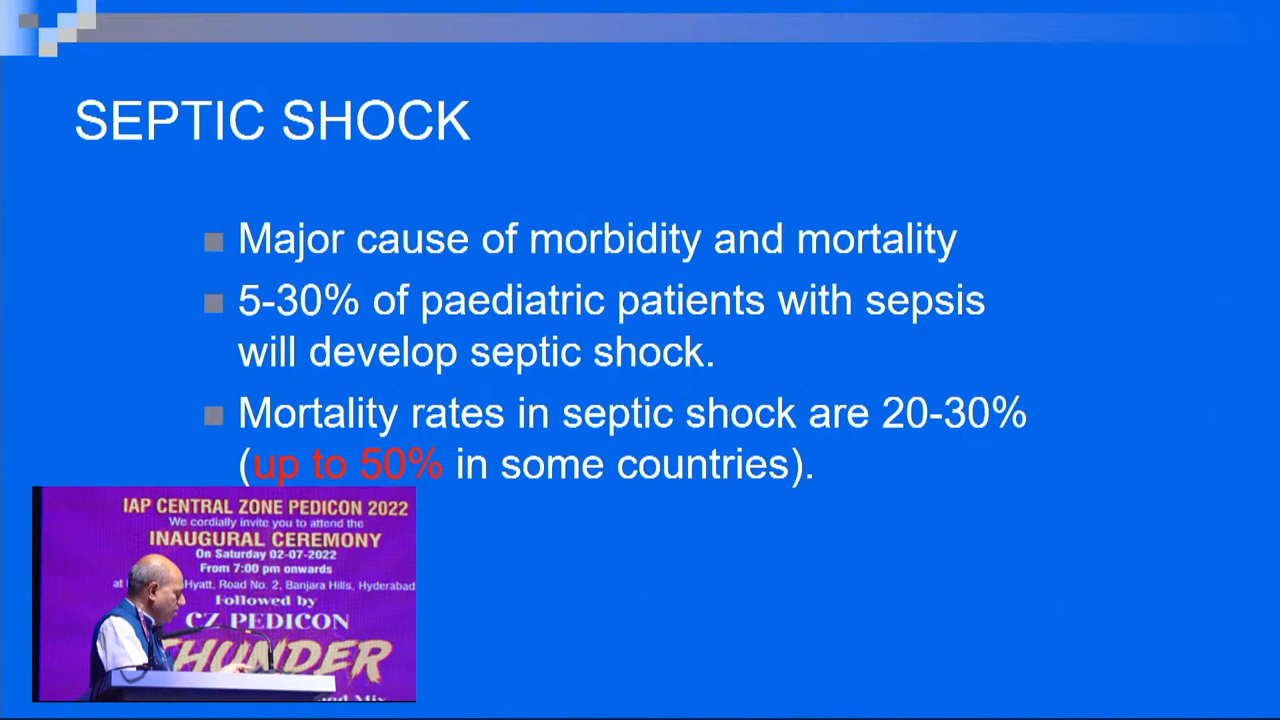 SEPTIC SHOCK
Major cause of morbidity and mortality
5-30% of paediatric patients with sepsis
will develop septic shock.
Mortality rates in septic shock are 20-30%
(up to 50% in some countries).
IAP CENTRAL ZONE PEDICON 2022
We cordially invite you to attend the
INAUGURAL CEREMONY
On Saturday 02-07-2022
From 7:00 pm onwards
at Hyatt, Road No. 2, Banjara Hills, Hyderabad
Followed by
CZ PEDICON
THUNDER